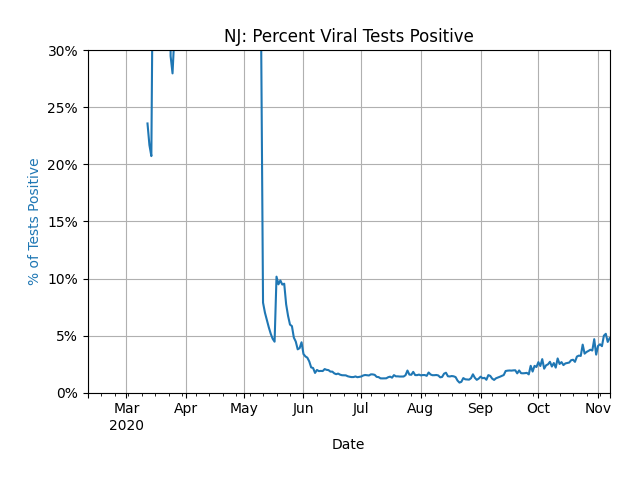 NJ: Percent Viral Tests Positive
30%
25%
20%
15%
10%
5%
0%
% of Tests Positive
Mar
2020
Apr
May
Jun
Jul
Aug
Sep
Oct
Nov
Date